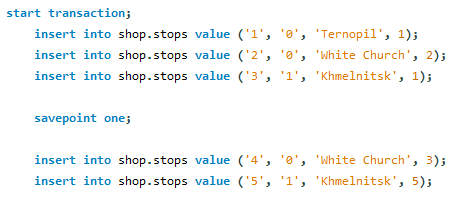 start transaction;
insert into shop.stops value ('1', '0', 'Ternopil', 1);
insert into shop.stops value ('2', '0', 'White Church', 2);
insert into shop.stops value ('3', '1', 'Khmelnitsk', 1);
savepoint one;
insert into shop.stops value ('4', '0', 'White Church', 3);
insert into shop.stops value ('5', '1', 'Khmelnitsk', 5);